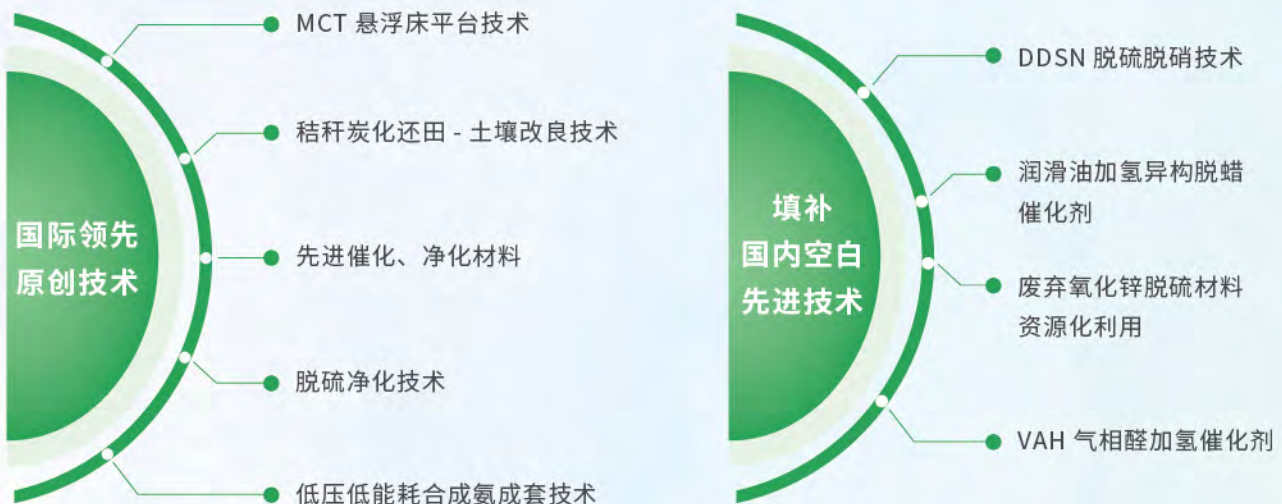 国际领先
原创技术
MCT 悬浮床平台技术
秸秆炭化还田 - 土壤改良技术
先进催化、净化材料
脱硫净化技术
低压低能耗合成氨成套技术
填补
国内空白
先进技术
DDSN 脱硫脱硝技术
润滑油加氢异构脱蜡
催化剂
废弃氧化锌脱硫材料
资源化利用
VAH 气相醛加氢催化剂